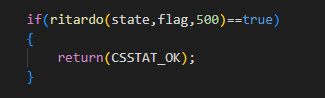 if(ritardo(state,flag,500)==true)
{
return(CSSTAT_OK);
}